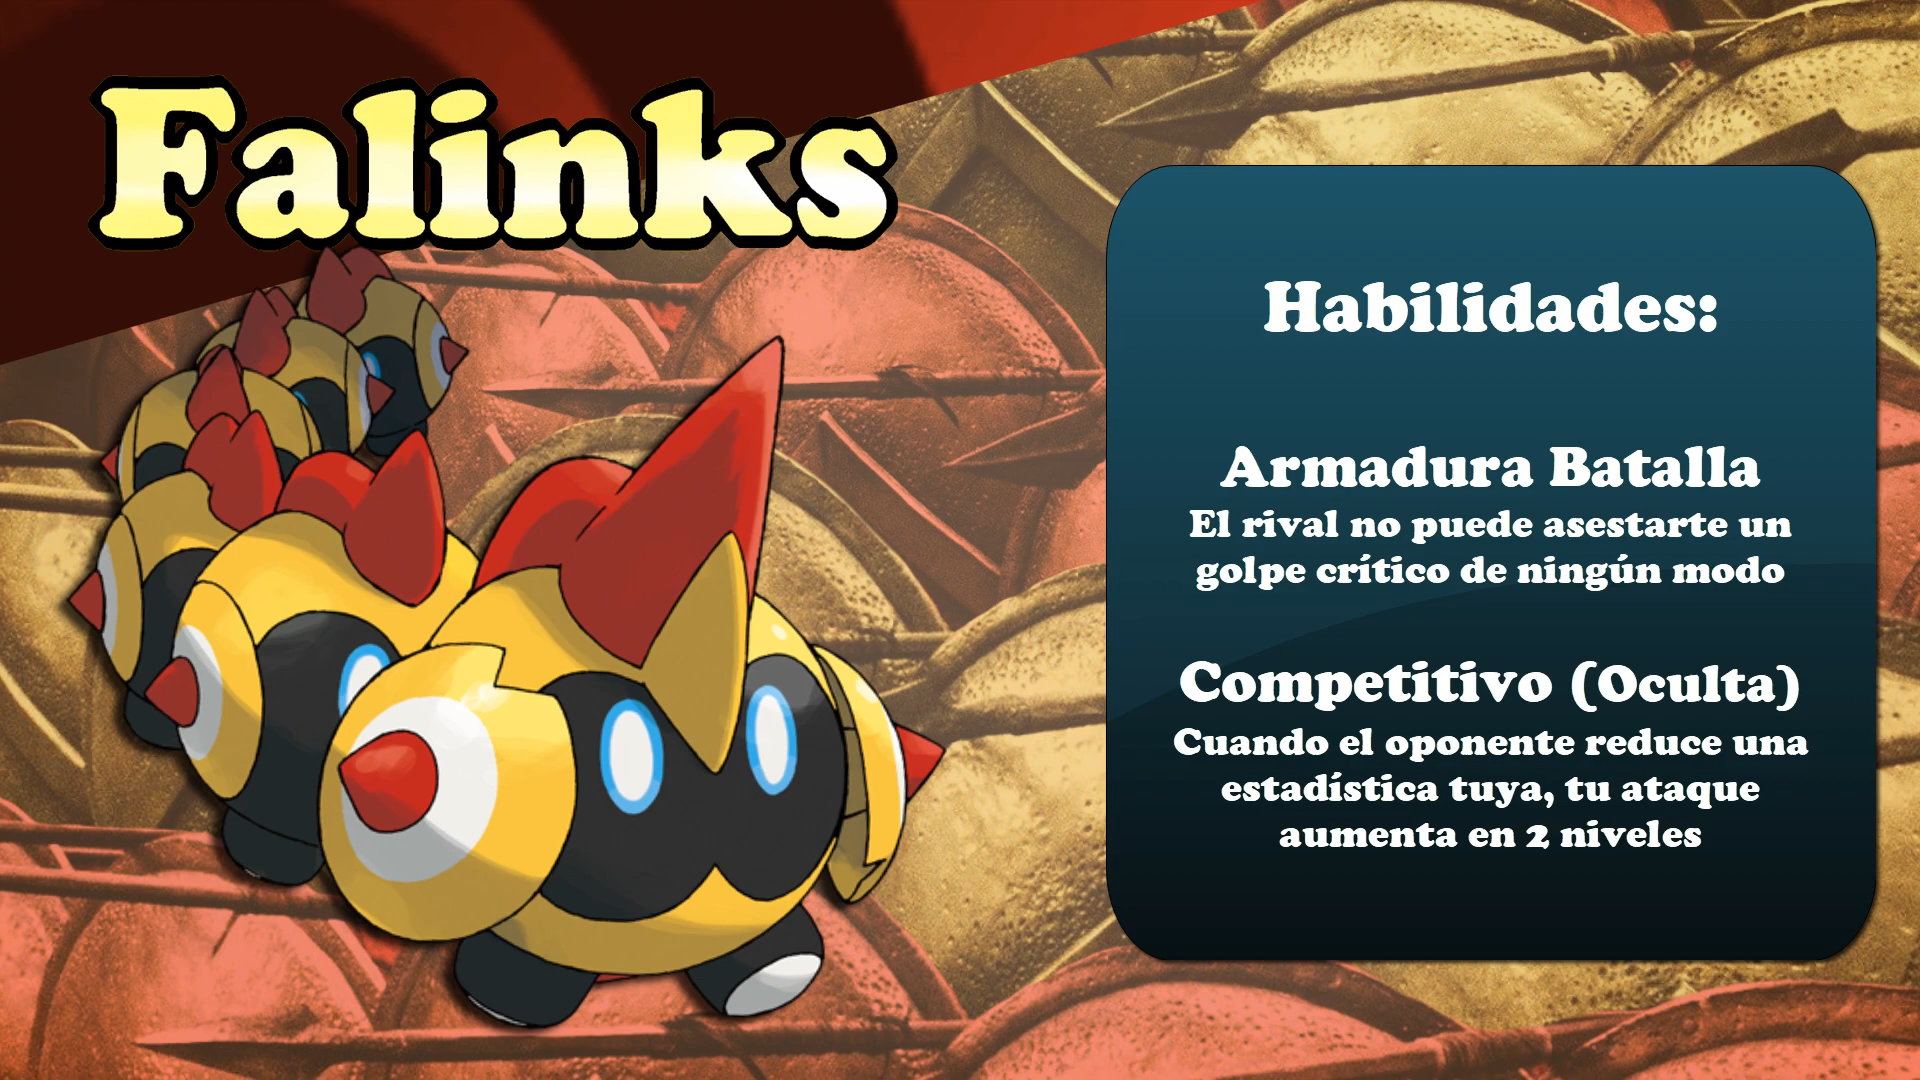 Falinks
Habilidades:
Armadura Batalla
El rival no puede asestarte un
golpe crítico de ningún modo
Competitivo (Oculta)
Cuando el oponente reduce una
estadística tuya, tu ataque
aumenta en 2 niveles